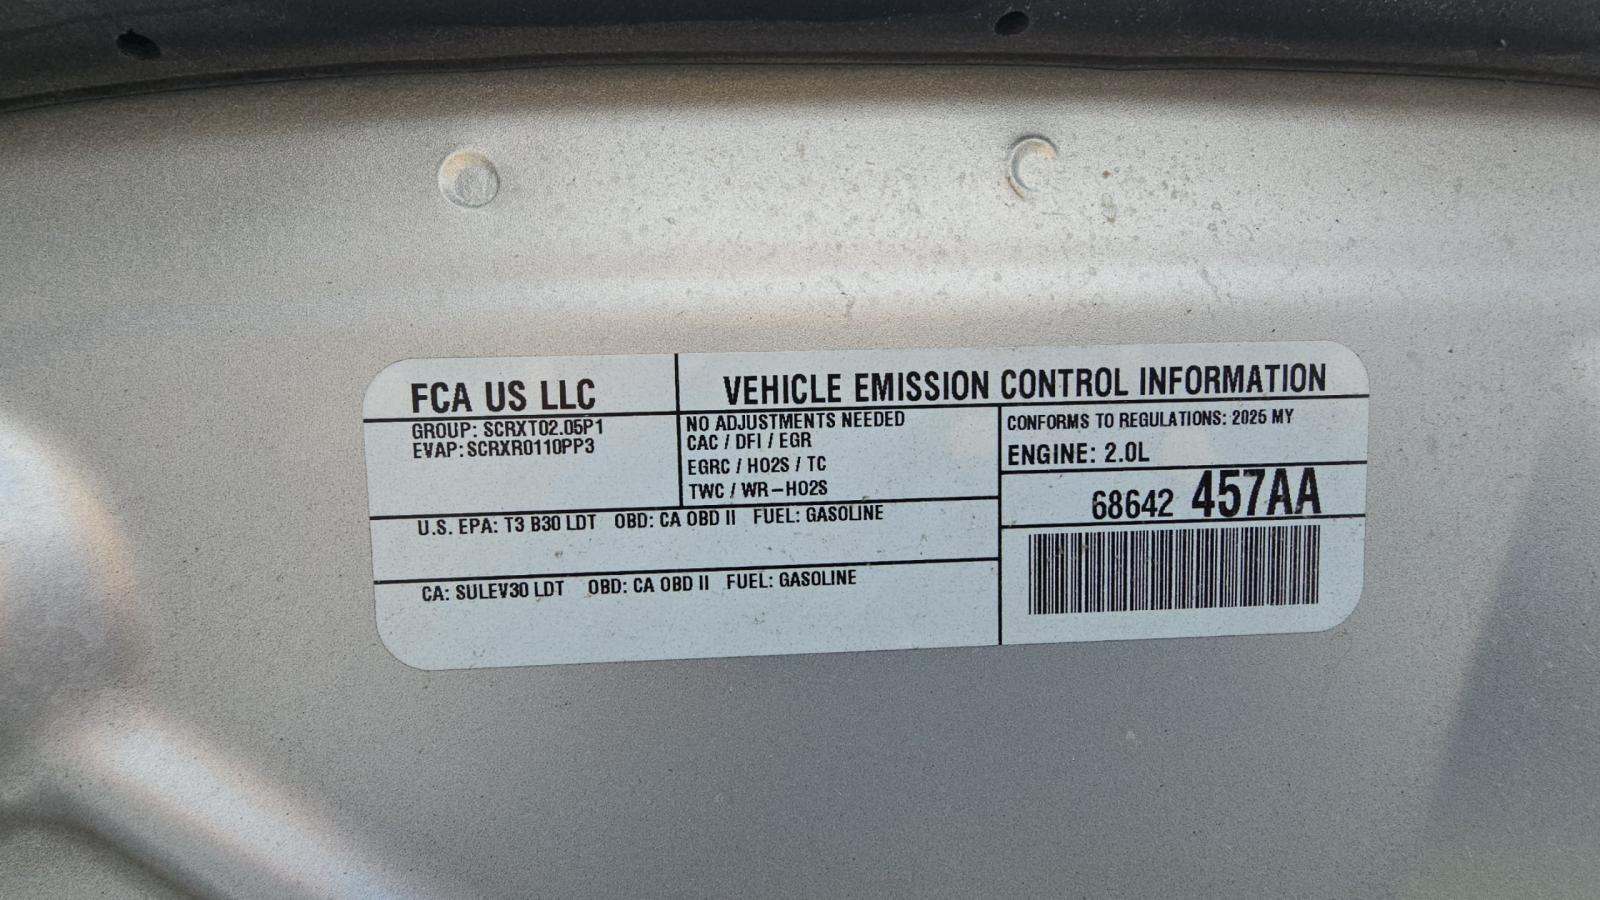 FCA US LLC
VEHICLE EMISSION CONTROL INFORMATION
GROUP: SCRXT02.05P1
EVAP: SCRXR0110PP3
NO ADJUSTMENTS NEEDED
CAC / DFI / EGR
EGRC / HO2S / TC
TWC / WR-HO2S
CONFORMS TO REGULATIONS: 2025 MY
ENGINE: 2.0L
68642 457AA
U.S. EPA: T3 B30 LDT OBD: CA OBD II FUEL: GASOLINE
CA: SULEV30 LDT OBD: CA OBD II FUEL: GASOLINE